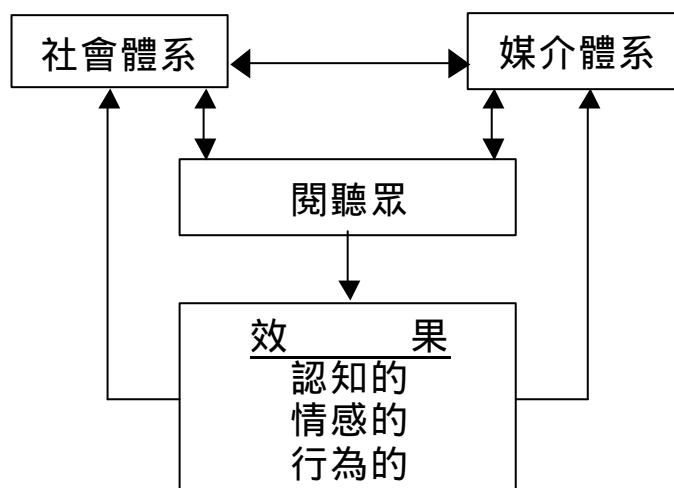 社會體系
媒介體系
閱聽眾
效 果
認知的
情感的
行為的